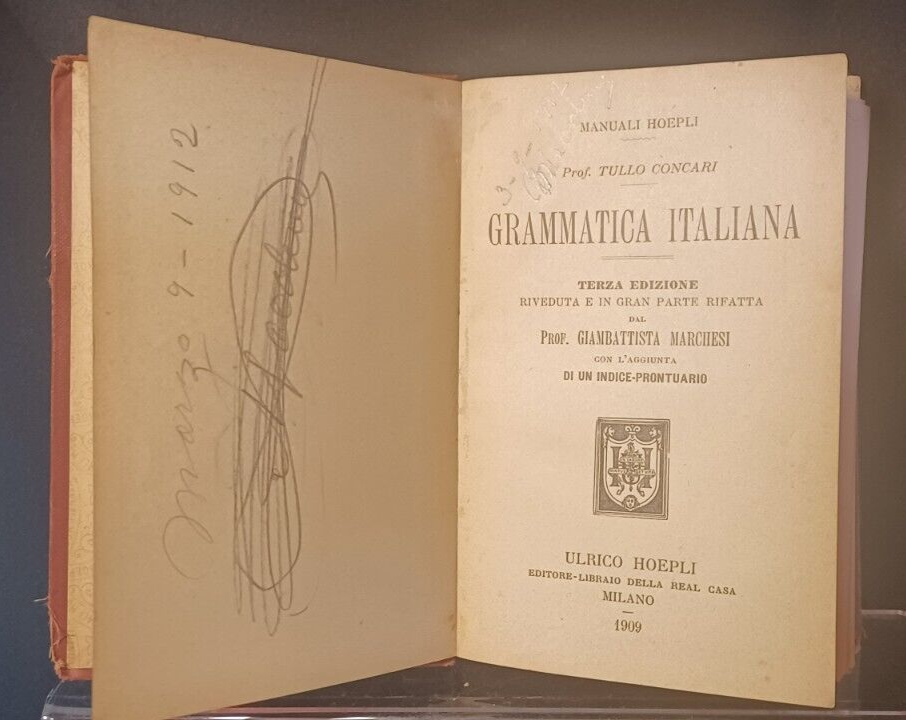 Marzo 9-1912
MANUALI HOEPLI
Prof. TULLO CONCARI
GRAMMATICA ITALIANA
TERZA EDIZIONE
RIVEDUTA E IN GRAN PARTE RIFATTA
DAL
PROF. GIAMBATTISTA MARCHESI
CON L'AGGIUNTA
DI UN INDICE-PRONTUARIO
ULRICO HOEPLI
EDITORE-LIBRAIO DELLA REAL CASA
MILANO
1909